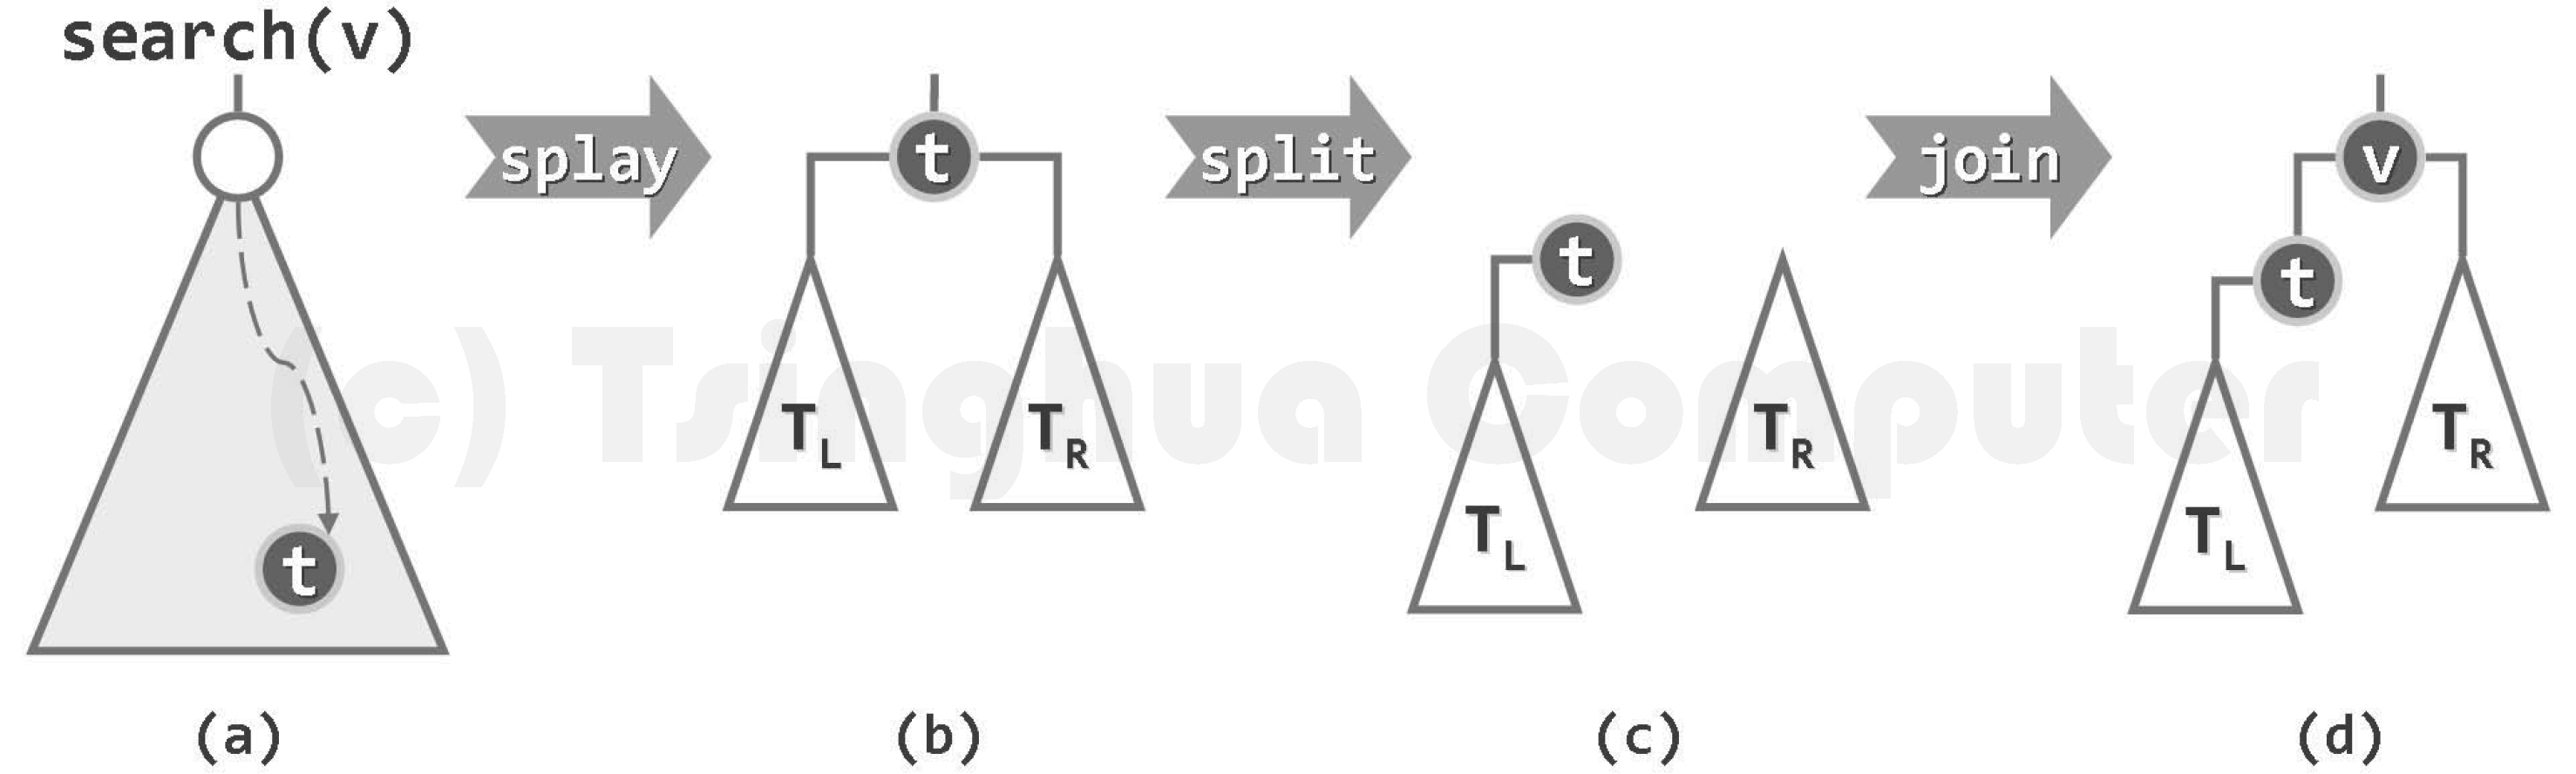 search(v)
splay
split
join
t
v
t
t
t
T_L
T_R
T_L
T_R
T_L
T_R
(c) Tsinghua Computer
(a)
(b)
(c)
(d)